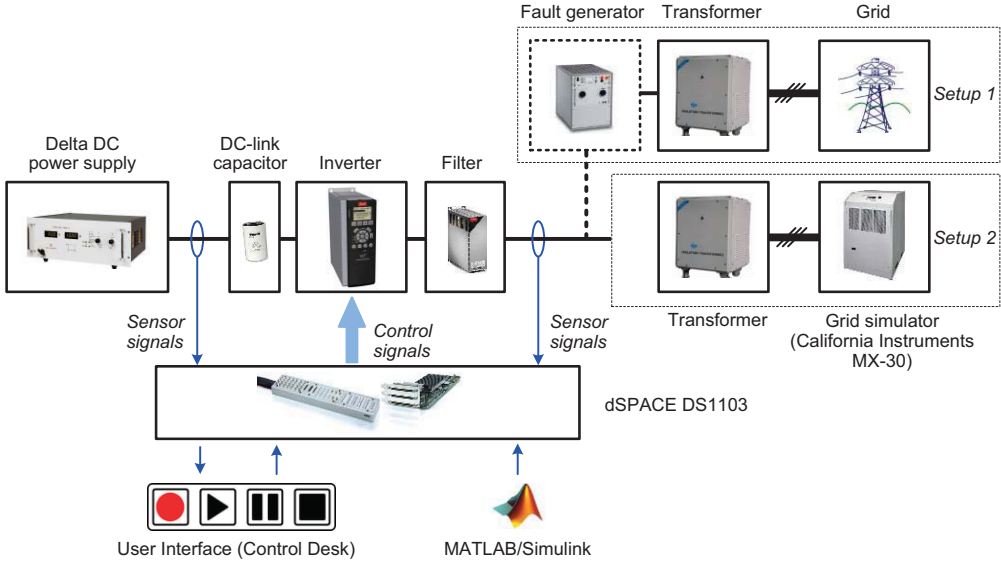 Fault generator
Transformer
Grid
Setup 1
Delta DC
power supply
DC-link
capacitor
Inverter
Filter
Setup 2
Sensor
signals
Control
signals
Sensor
signals
Transformer
Grid simulator
(California Instruments
MX-30)
dSPACE DS1103
User Interface (Control Desk)
MATLAB/Simulink